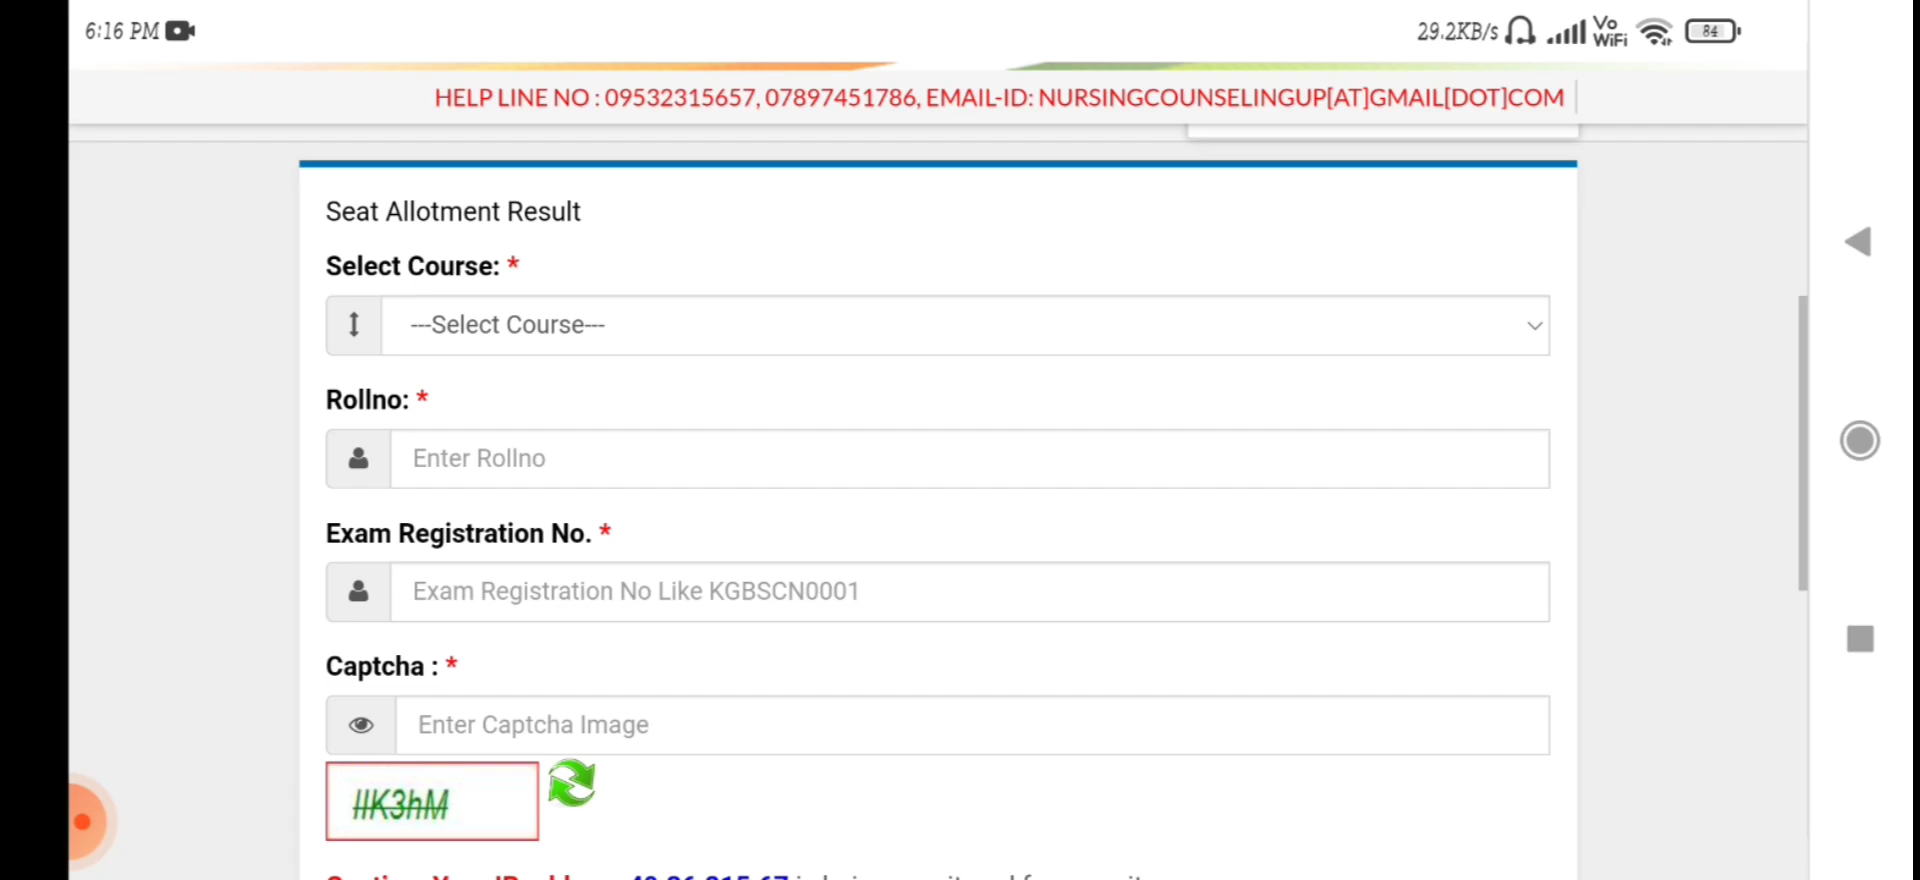 6:16 PM
29.2KB/s Vo WiFi 84
HELP LINE NO : 09532315657, 07897451786, EMAIL-ID: NURSINGCOUNSELINGUP[AT]GMAIL[DOT]COM
Seat Allotment Result
Select Course: *
---Select Course---
Rollno: *
Enter Rollno
Exam Registration No. *
Exam Registration No Like KGBSCN0001
Captcha : *
Enter Captcha Image